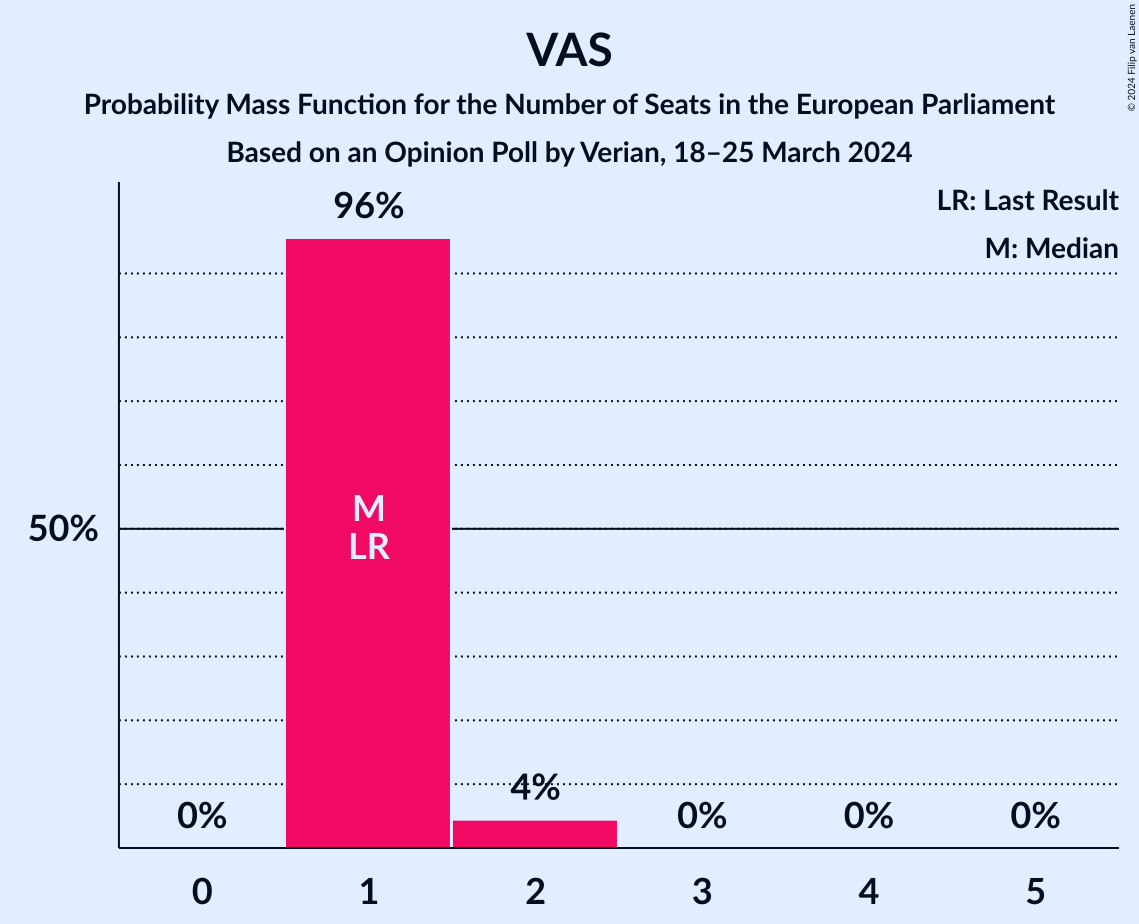 VAS
Probability Mass Function for the Number of Seats in the European Parliament
Based on an Opinion Poll by Verian, 18–25 March 2024
© 2024 Filip van Laenen
LR: Last Result
M: Median
96%
M
LR
50%
4%
0%
0%
0%
0%
0 1 2 3 4 5